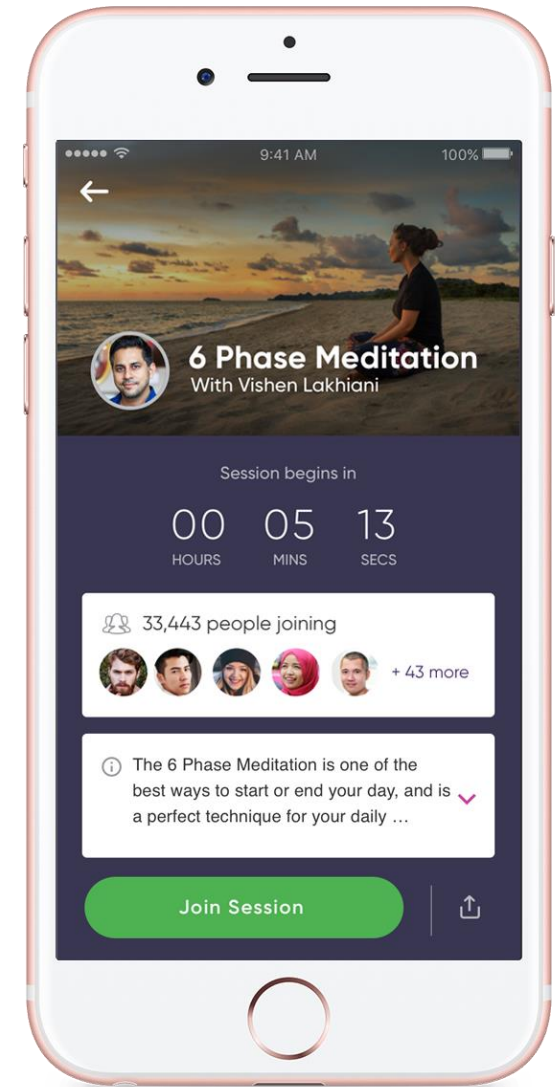 9:41 AM 100%
6 Phase Meditation
With Vishen Lakhiani
Session begins in
00 05 13
HOURS MINS SECS
33,443 people joining
+ 43 more
The 6 Phase Meditation is one of the
best ways to start or end your day, and is
a perfect technique for your daily ...
Join Session